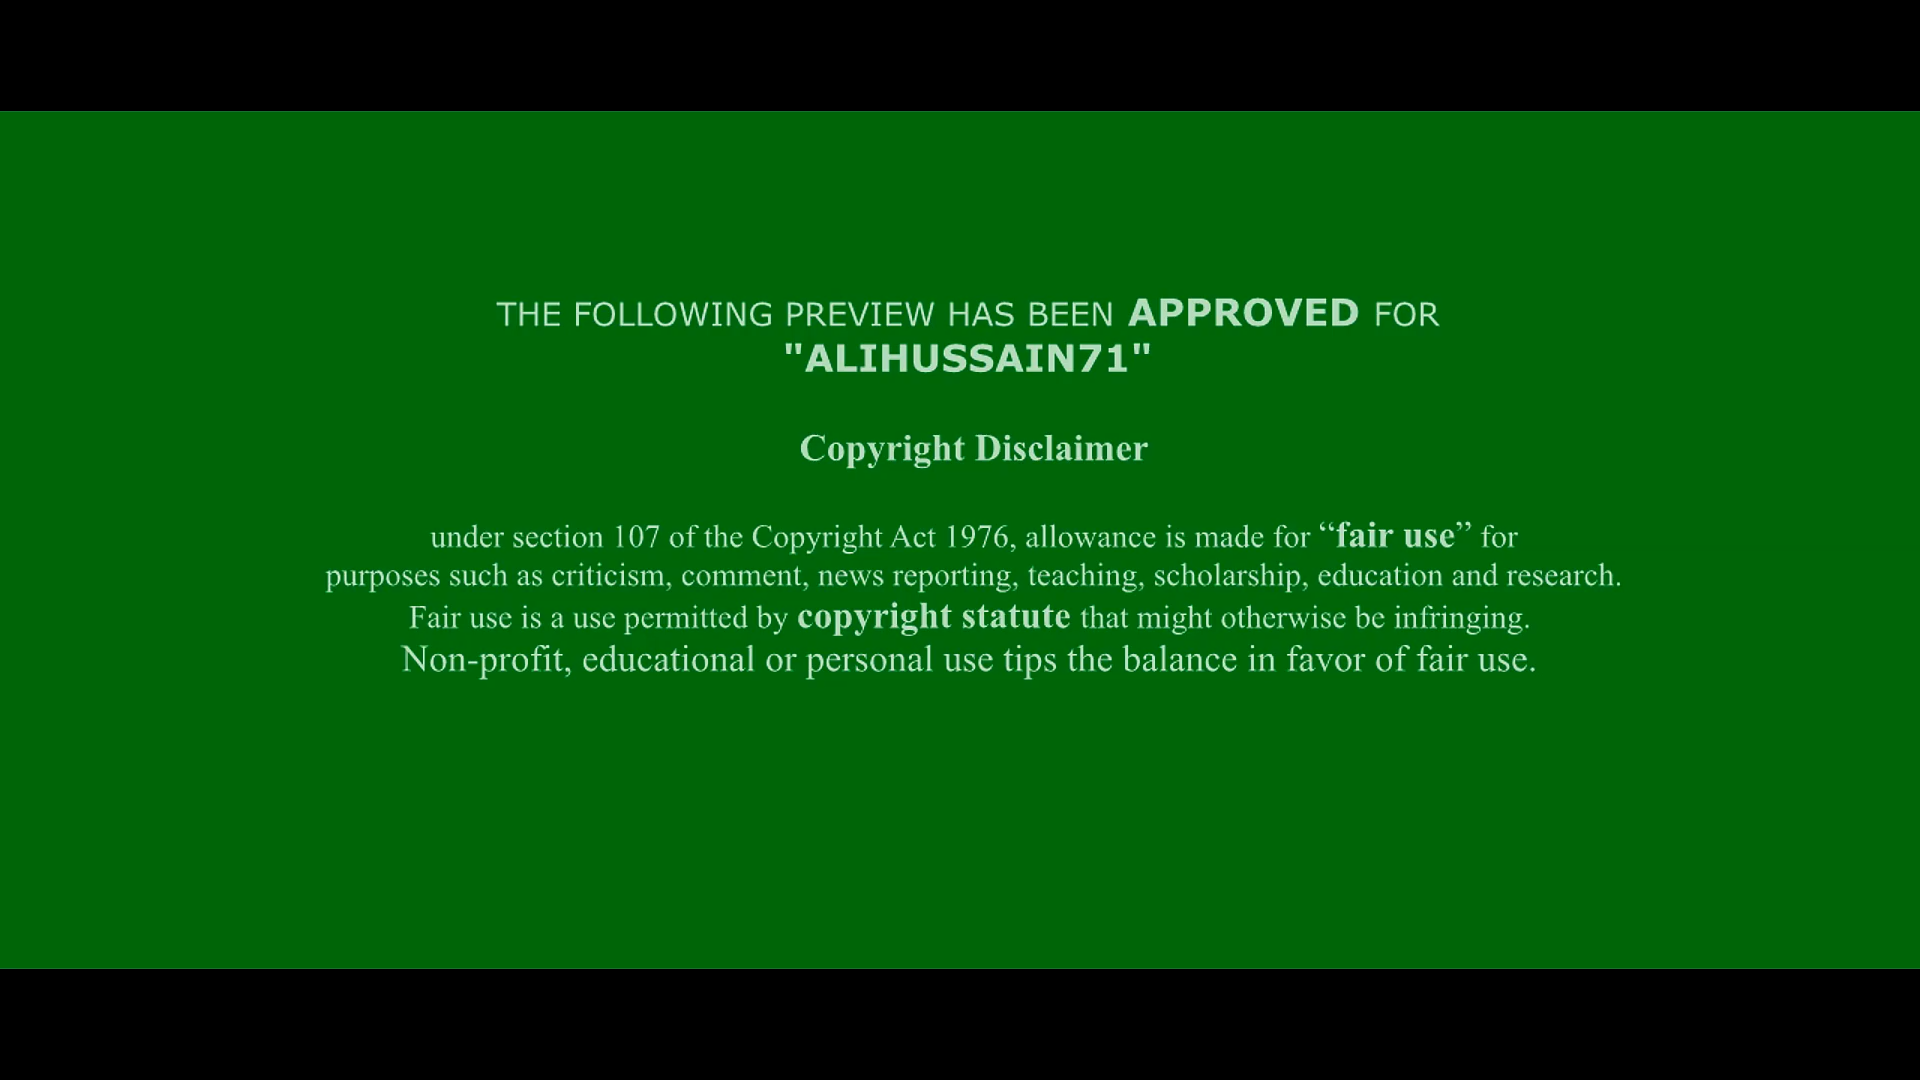 THE FOLLOWING PREVIEW HAS BEEN APPROVED FOR
"ALIHUSSAIN71"
Copyright Disclaimer
under section 107 of the Copyright Act 1976, allowance is made for “fair use” for
purposes such as criticism, comment, news reporting, teaching, scholarship, education and research.
Fair use is a use permitted by copyright statute that might otherwise be infringing.
Non-profit, educational or personal use tips the balance in favor of fair use.